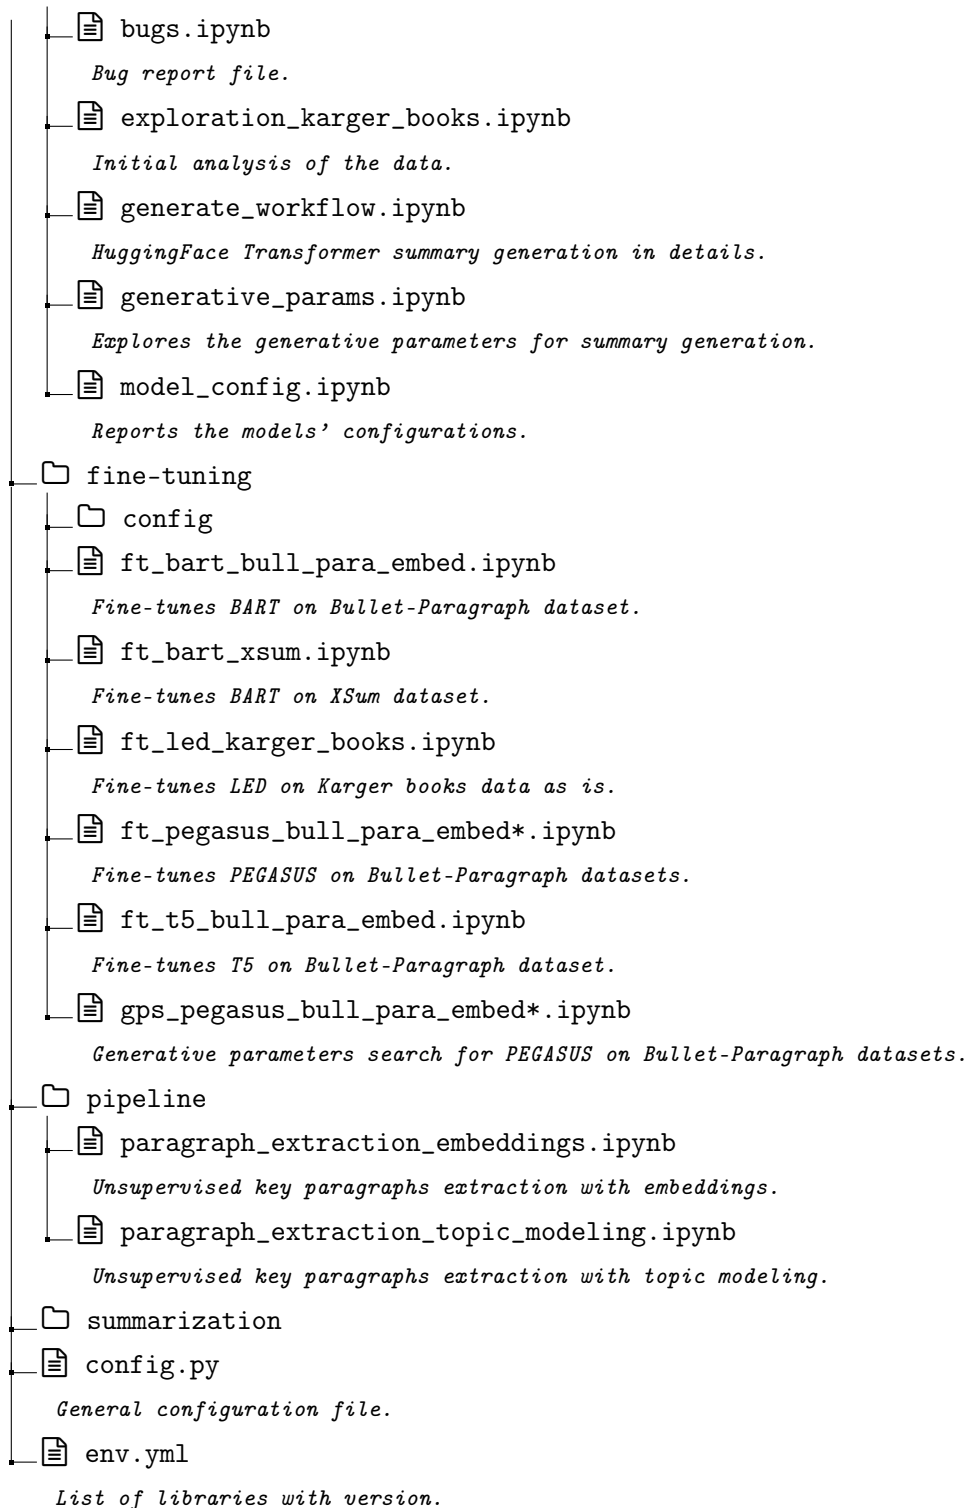 bugs.ipynb
Bug report file.
exploration_karger_books.ipynb
Initial analysis of the data.
generate_workflow.ipynb
HuggingFace Transformer summary generation in details.
generative_params.ipynb
Explores the generative parameters for summary generation.
model_config.ipynb
Reports the models' configurations.
fine-tuning
config
ft_bart_bull_para_embed.ipynb
Fine-tunes BART on Bullet-Paragraph dataset.
ft_bart_xsum.ipynb
Fine-tunes BART on XSum dataset.
ft_led_karger_books.ipynb
Fine-tunes LED on Karger books data as is.
ft_pegasus_bull_para_embed*.ipynb
Fine-tunes PEGASUS on Bullet-Paragraph datasets.
ft_t5_bull_para_embed.ipynb
Fine-tunes T5 on Bullet-Paragraph dataset.
gps_pegasus_bull_para_embed*.ipynb
Generative parameters search for PEGASUS on Bullet-Paragraph datasets.
pipeline
paragraph_extraction_embeddings.ipynb
Unsupervised key paragraphs extraction with embeddings.
paragraph_extraction_topic_modeling.ipynb
Unsupervised key paragraphs extraction with topic modeling.
summarization
config.py
General configuration file.
env.yml
List of libraries with version.